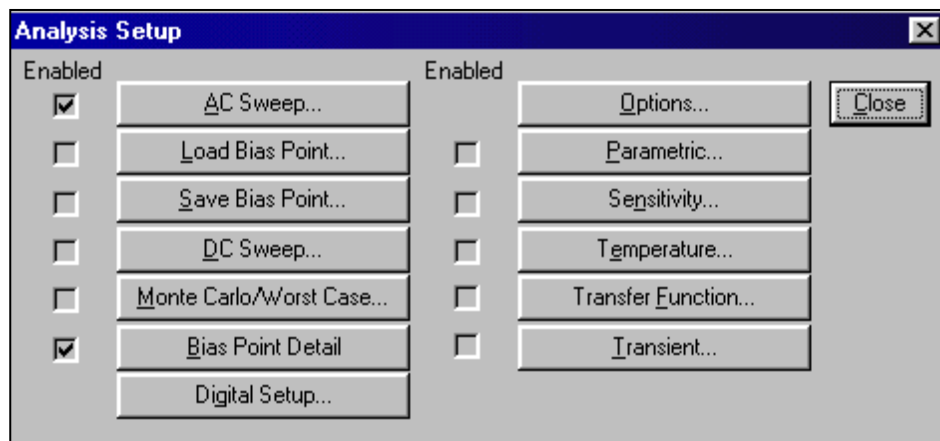 Analysis Setup
Enabled
AC Sweep...
Load Bias Point...
Save Bias Point...
DC Sweep...
Monte Carlo/Worst Case...
Bias Point Detail
Digital Setup...
Enabled
Options...
Parametric...
Sensitivity...
Temperature...
Transfer Function...
Transient...
Close